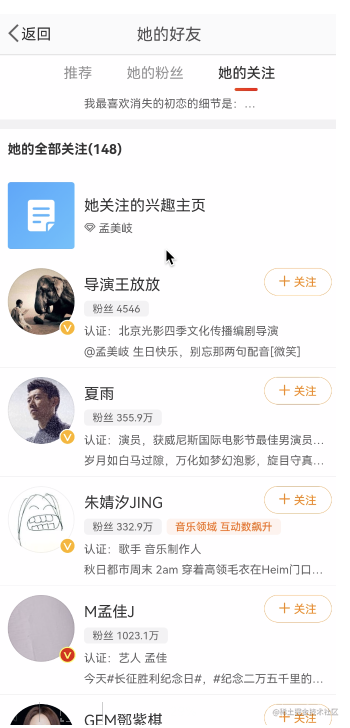 返回
她的好友
推荐 她的粉丝 她的关注
我最喜欢消失的初恋的细节是：...
她的全部关注(148)
她关注的兴趣主页
孟美岐
导演王放放
＋关注
粉丝 4546
认证：北京光影四季文化传播编剧导演
@孟美岐 生日快乐，别忘那两句配音[微笑]
夏雨
＋关注
粉丝 355.9万
认证：演员，获威尼斯国际电影节最佳男演员...
岁月如白马过隙，万化如梦幻泡影，旋目守真...
朱婧汐JING
＋关注
粉丝 332.9万 音乐领域 互动数飙升
认证：歌手 音乐制作人
秋日都市周末 2am 穿着高领毛衣在Heim门口...
M孟佳J
＋关注
粉丝 1023.1万
认证：艺人 孟佳
今天#长征胜利纪念日#，#纪念二万五千里的...
GEM鄧紫棋
＋关注
@稀土掘金技术社区